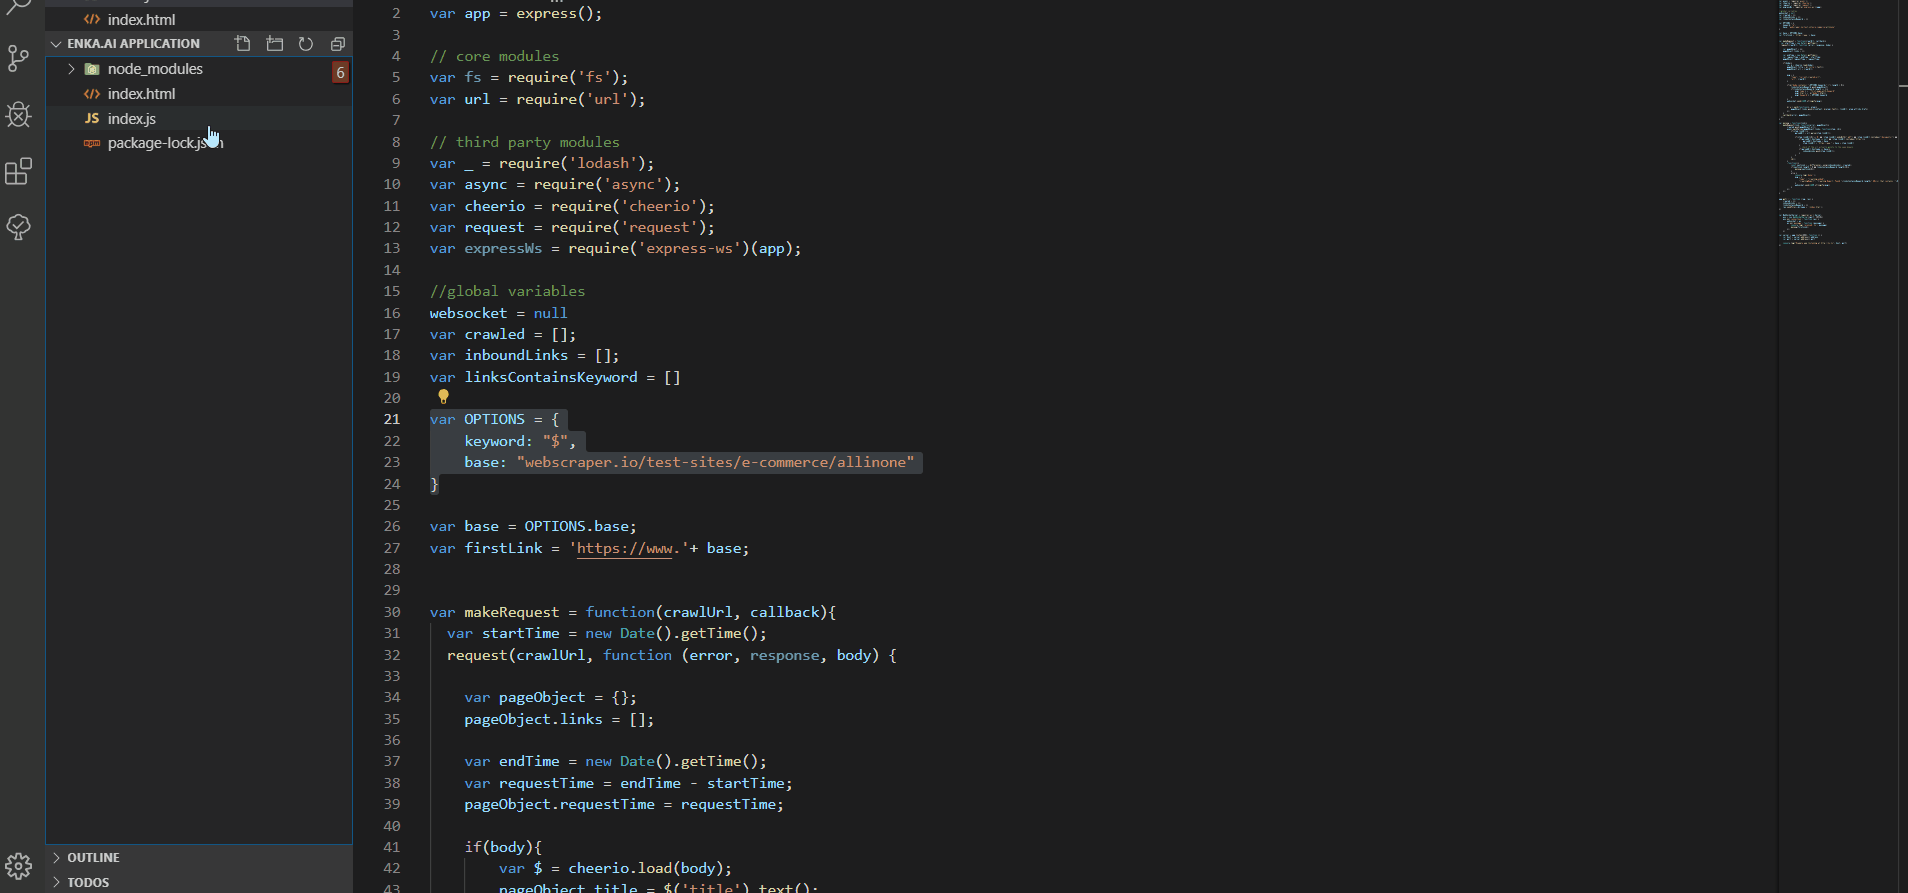 index.html
ENKA.AI APPLICATION
node_modules
6
index.html
JS index.js
package-lock.js
OUTLINE
TODOS
2 var app = express();
3
4 // core modules
5 var fs = require('fs');
6 var url = require('url');
7
8 // third party modules
9 var _ = require('lodash');
10 var async = require('async');
11 var cheerio = require('cheerio');
12 var request = require('request');
13 var expressWs = require('express-ws')(app);
14
15 //global variables
16 websocket = null
17 var crawled = [];
18 var inboundLinks = [];
19 var linksContainsKeyword = []
20
21 var OPTIONS = {
22 keyword: "$",
23 base: "webscraper.io/test-sites/e-commerce/allinone"
24 }
25
26 var base = OPTIONS.base;
27 var firstLink = 'https://www.'+ base;
28
29
30 var makeRequest = function(crawlUrl, callback){
31 var startTime = new Date().getTime();
32 request(crawlUrl, function (error, response, body) {
33
34 var pageObject = {};
35 pageObject.links = [];
36
37 var endTime = new Date().getTime();
38 var requestTime = endTime - startTime;
39 pageObject.requestTime = requestTime;
40
41 if(body){
42 var $ = cheerio.load(body);
43 pageObject.title = $('title').text();